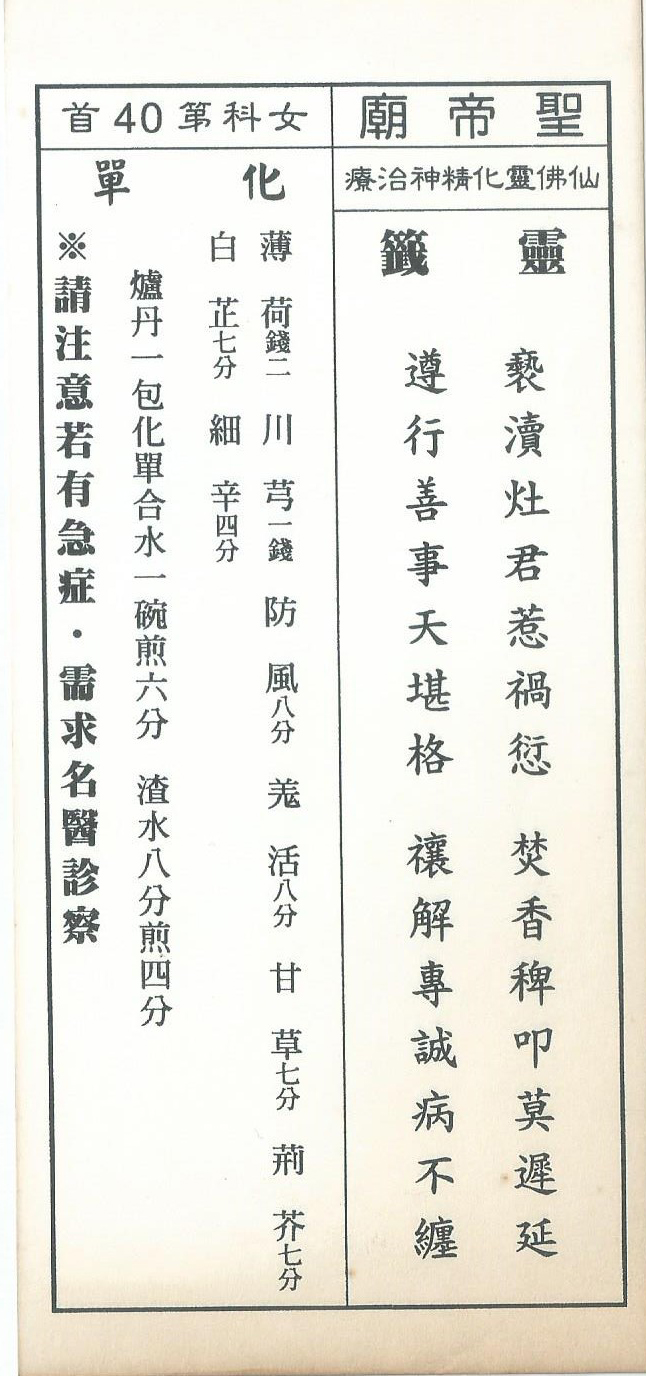 聖帝廟
仙佛靈化精神治療
靈籤
褻瀆灶君惹禍愆 焚香稗叩莫遲延
遵行善事天堪格 禳解專誠病不纏
女科第40首
化單
薄荷錢二 川芎一錢 防風八分 羗活八分 甘草七分 荊芥七分
白芷七分 細辛四分
爐丹一包化單合水一碗煎六分 渣水八分煎四分
※請注意若有急症・需求名醫診察